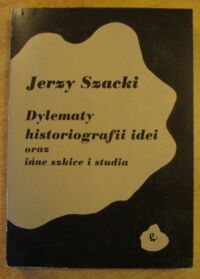 Jerzy Szacki
Dylematy
historiografii idei
oraz
inne szkice i studia